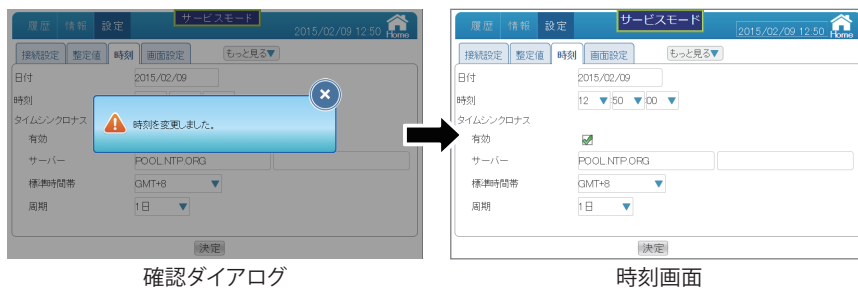 履歴 情報 設定 サービスモード 2015/02/09 12:50 Home
接続設定 整定値 時刻 画面設定 もっと見る▼
日付 2015/02/09
時刻
タイムシンクロナス
時刻を変更しました。
有効
サーバー POOL.NTP.ORG
標準時間帯 GMT+8 ▼
周期 1日 ▼
決定
確認ダイアログ
履歴 情報 設定 サービスモード 2015/02/09 12:50 Home
接続設定 整定値 時刻 画面設定 もっと見る▼
日付 2015/02/09
時刻 12 ▼ 50 ▼ 00 ▼
タイムシンクロナス
有効
サーバー POOL.NTP.ORG
標準時間帯 GMT+8 ▼
周期 1日 ▼
決定
時刻画面